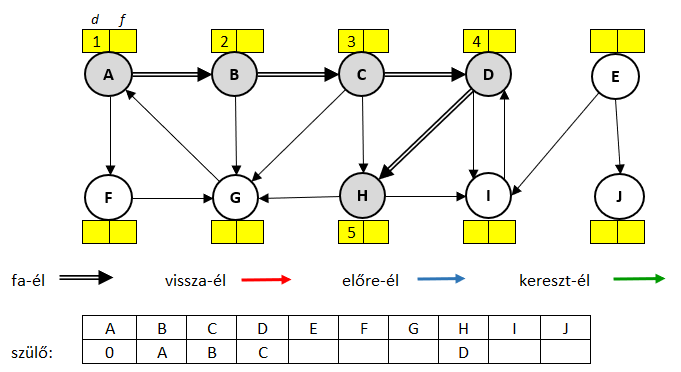 d f
1 2 3 4
A B C D E
F G H I J
5
fa-él vissza-él előre-él kereszt-él
A B C D E F G H I J
szülő: 0 A B C D